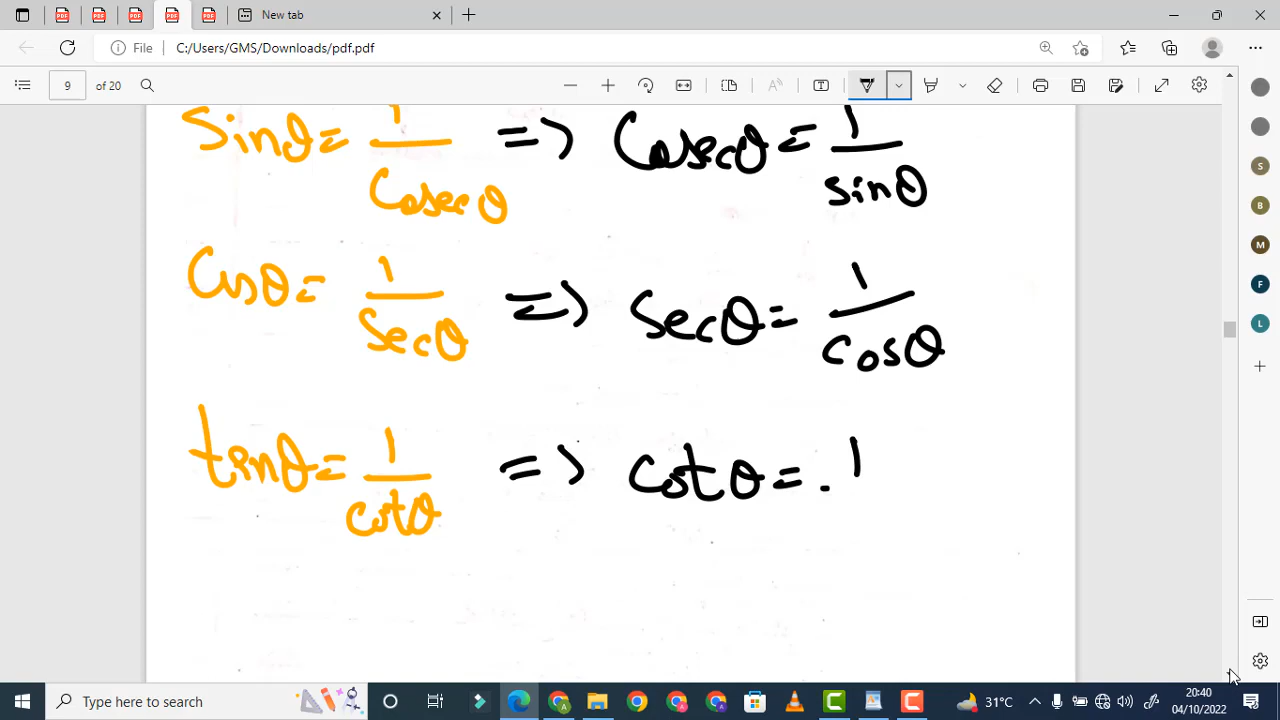 New tab
File C:/Users/GMS/Downloads/pdf.pdf
9 of 20
Sinθ= 1/Cosecθ => Cosecθ= 1/sinθ
Cosθ= 1/Secθ => Secθ= 1/cosθ
tanθ= 1/cotθ => cotθ= 1
S
B
M
F
L
Type here to search
31°C
20:40
04/10/2022